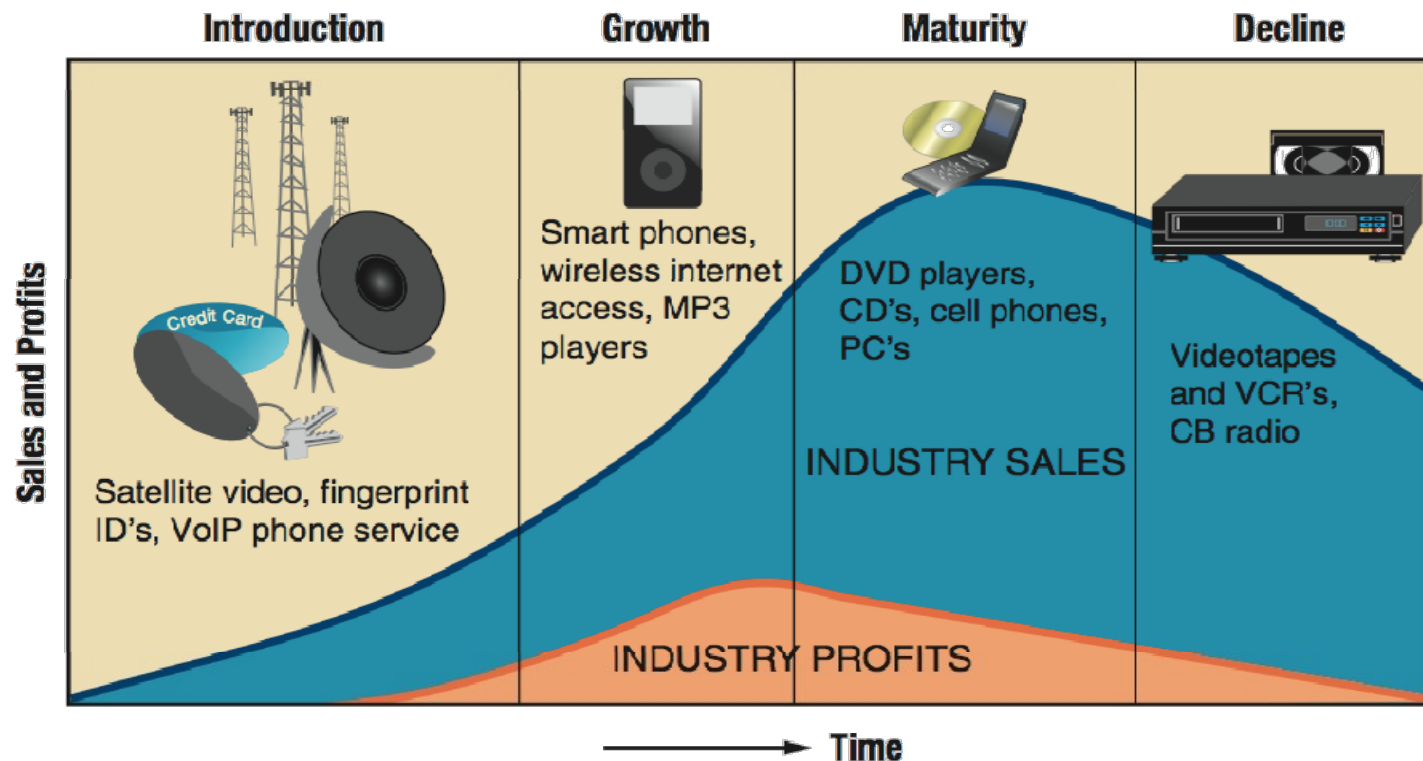 Introduction
Growth
Maturity
Decline
Sales and Profits
Credit Card
Satellite video, fingerprint
ID's, VoIP phone service
Smart phones,
wireless internet
access, MP3
players
DVD players,
CD's, cell phones,
PC's
10:00
Videotapes
and VCR's,
CB radio
INDUSTRY SALES
INDUSTRY PROFITS
Time